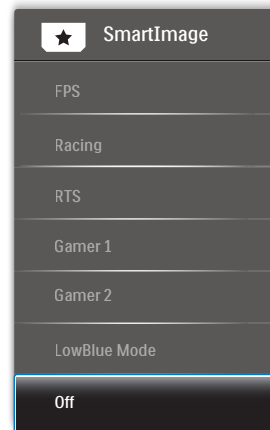 SmartImage
FPS
Racing
RTS
Gamer 1
Gamer 2
LowBlue Mode
Off